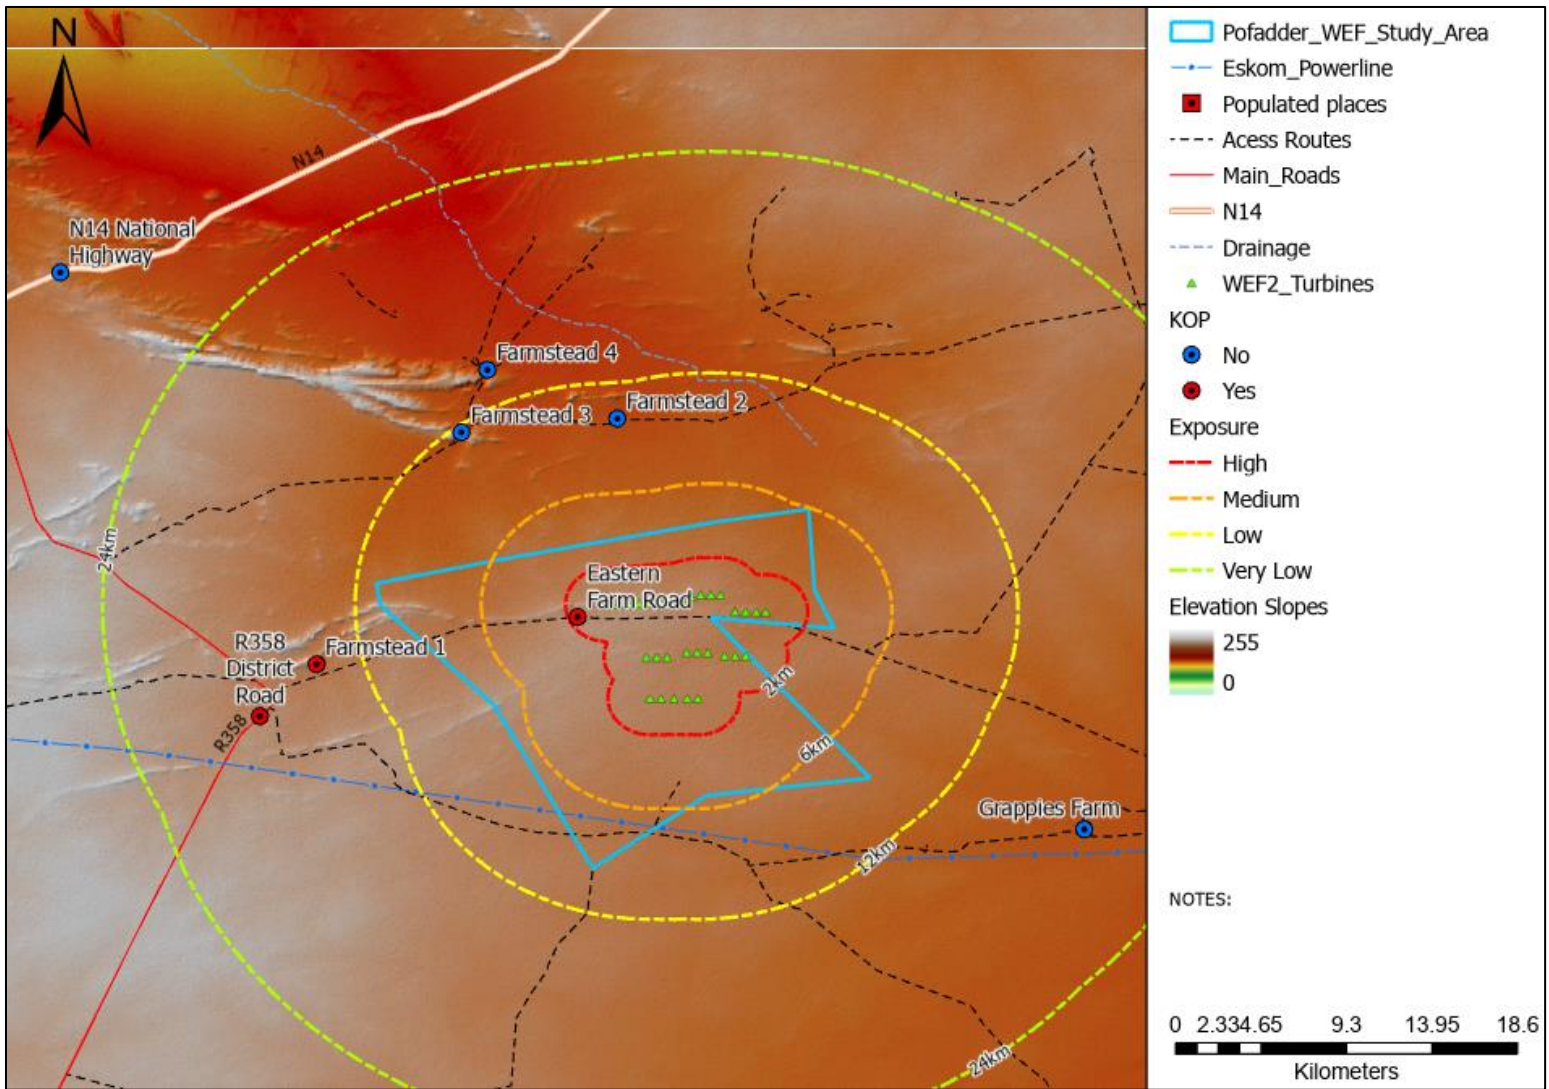 N
N14
N14 National
Highway
Farmstead 4
Farmstead 3
Farmstead 2
24km
Eastern
Farm Road
R358
District
Road
Farmstead 1
R358
2km
6km
12km
Grappies Farm
24km
Pofadder_WEF_Study_Area
Eskom_Powerline
Populated places
Acess Routes
Main_Roads
N14
Drainage
WEF2_Turbines
KOP
No
Yes
Exposure
High
Medium
Low
Very Low
Elevation Slopes
255
0
NOTES:
0 2.334.65 9.3 13.95 18.6
Kilometers